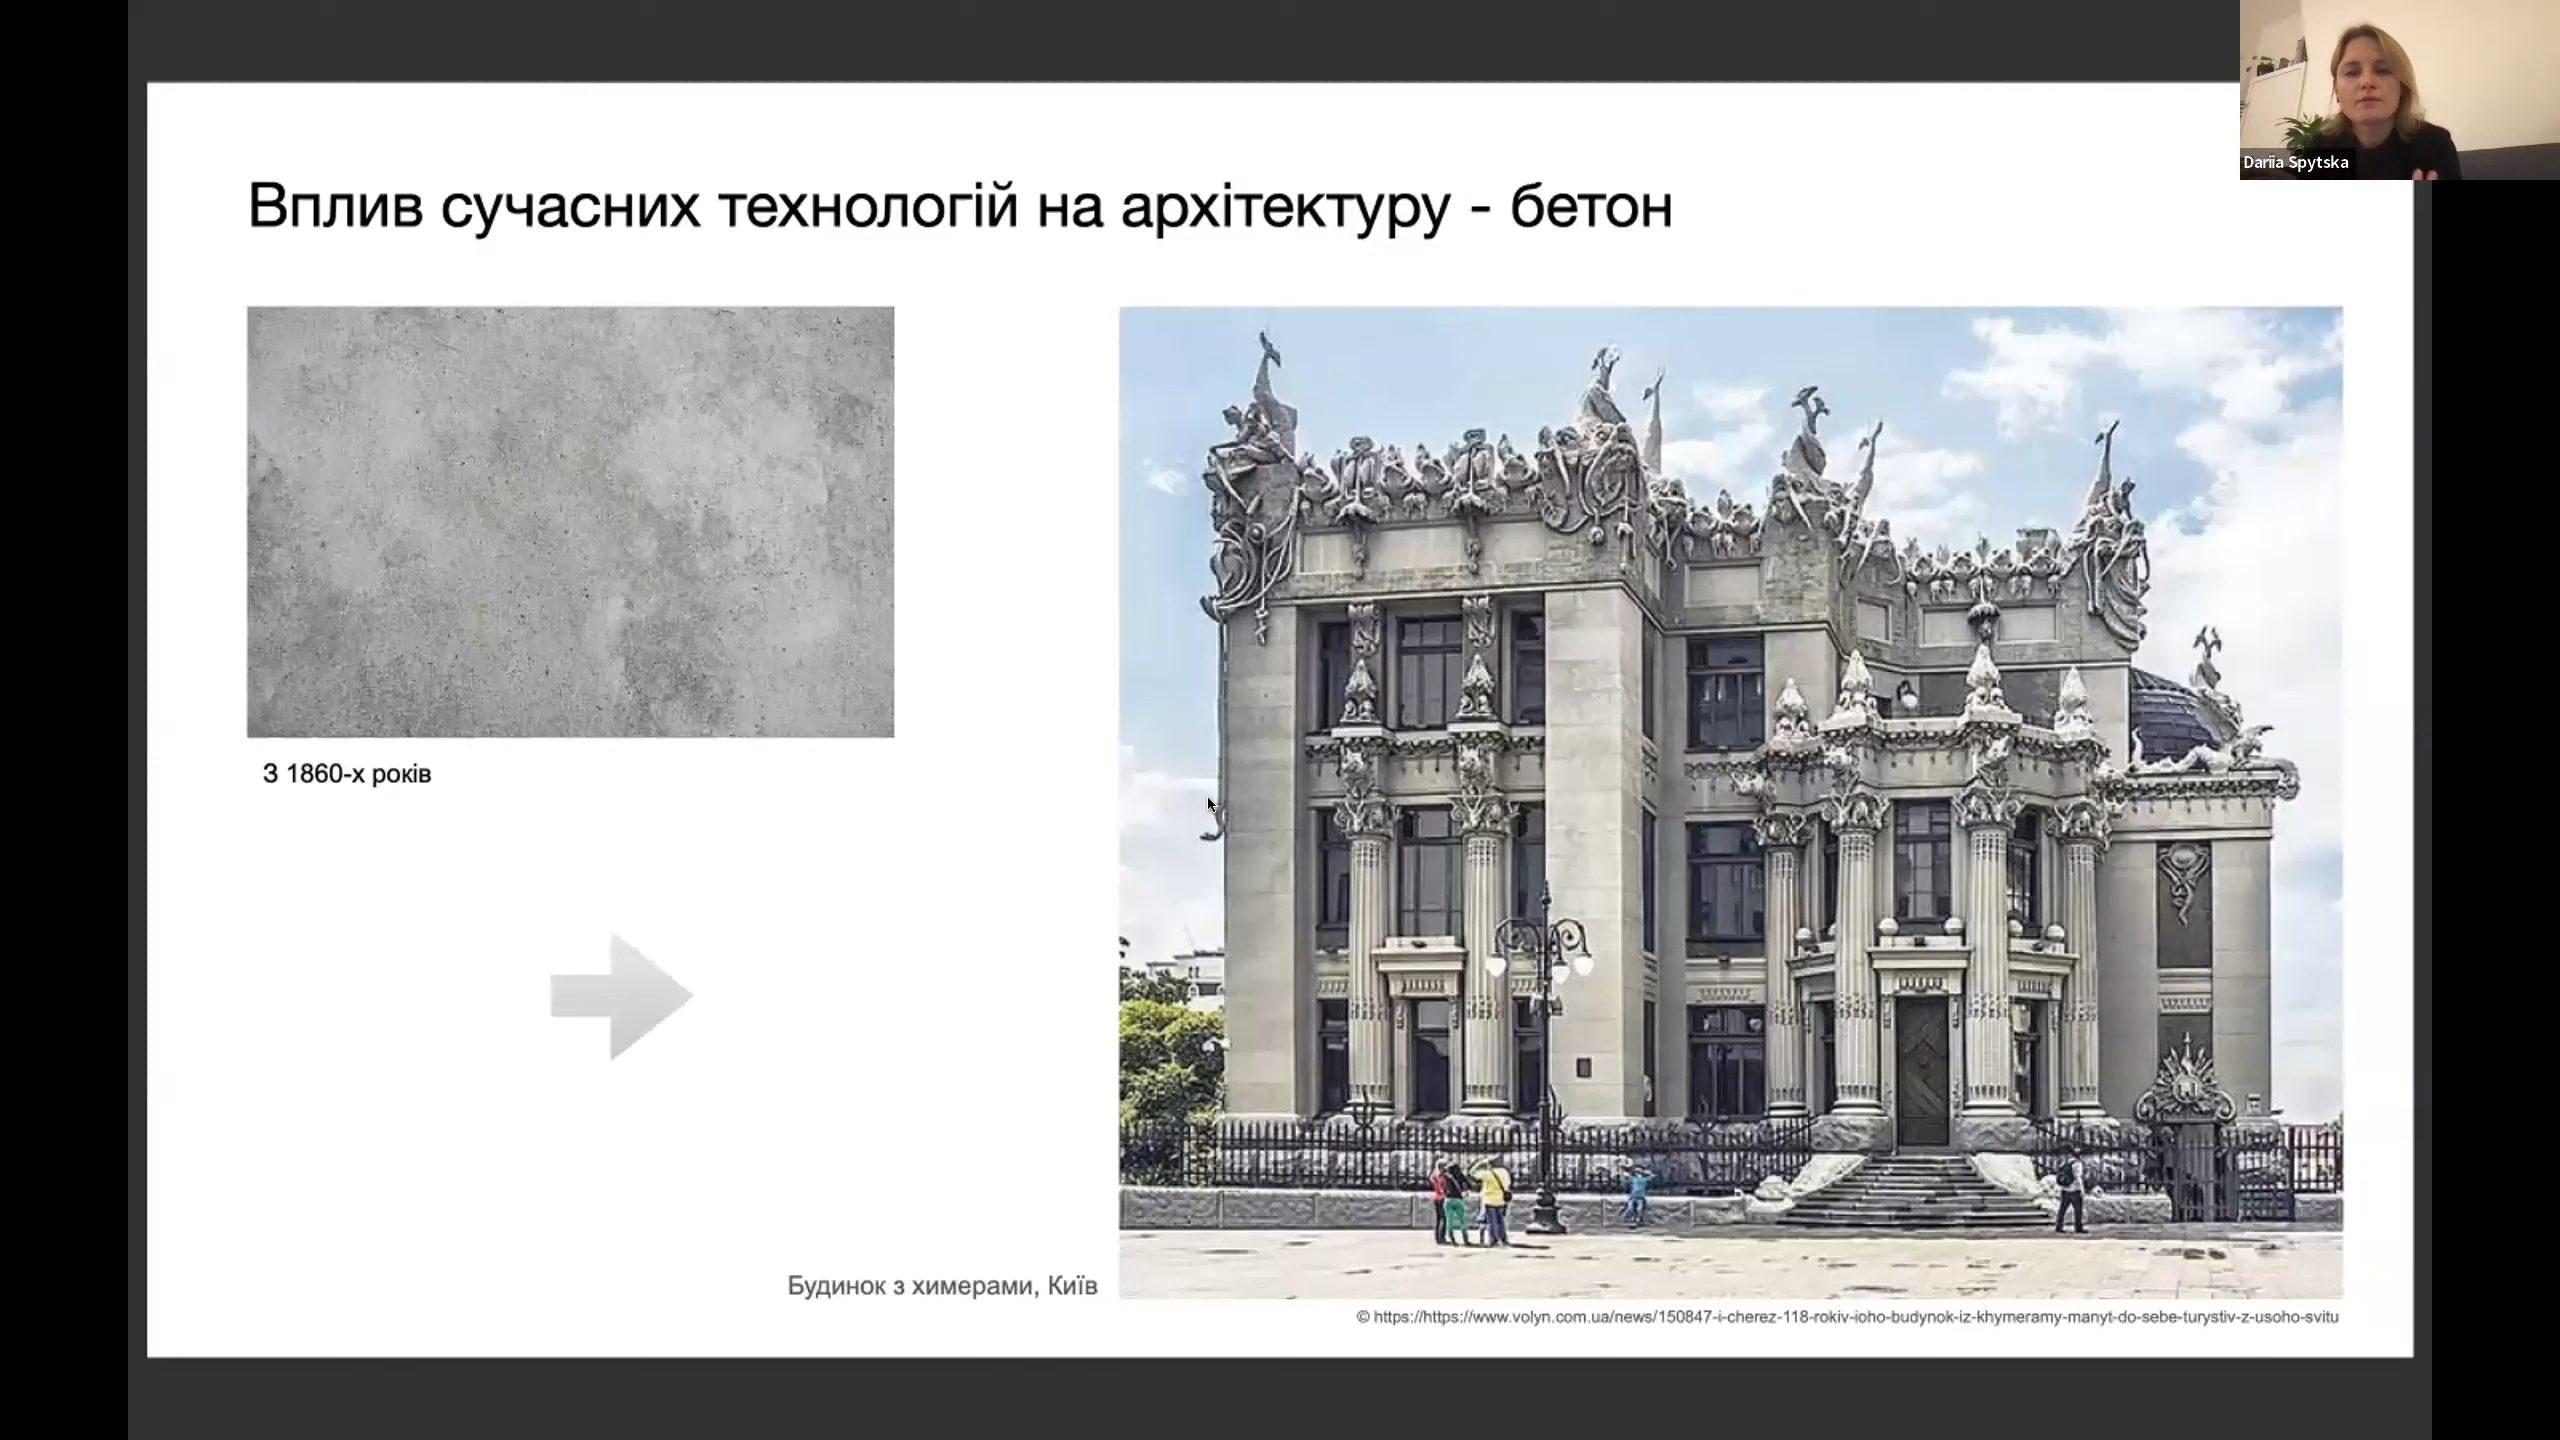 Dariia Spytska
Вплив сучасних технологій на архітектуру - бетон
З 1860-х років
Будинок з химерами, Київ
© https://https://www.volyn.com.ua/news/150847-i-cherez-118-rokiv-ioho-budynok-iz-khymeramy-manyt-do-sebe-turystiv-z-usoho-svitu